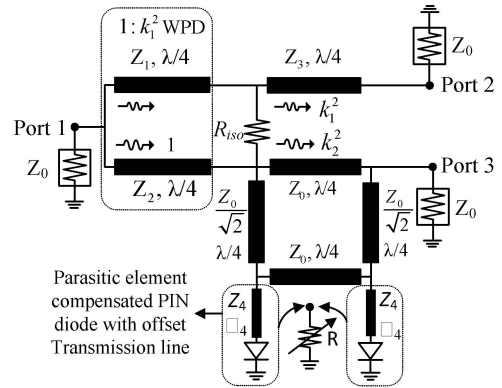 1: k₁² WPD
Z₁, λ/4
Z₃, λ/4
Z₀
Port 2
k₁²
Port 1
1
R_iso
k₂²
Port 3
Z₀
Z₂, λ/4
Z₀, λ/4
Z₀
Z₀/√2
λ/4
Z₀/√2
λ/4
Z₀, λ/4
Parasitic element
compensated PIN
diode with offset
Transmission line
Z₄
□₄
R
Z₄
□₄